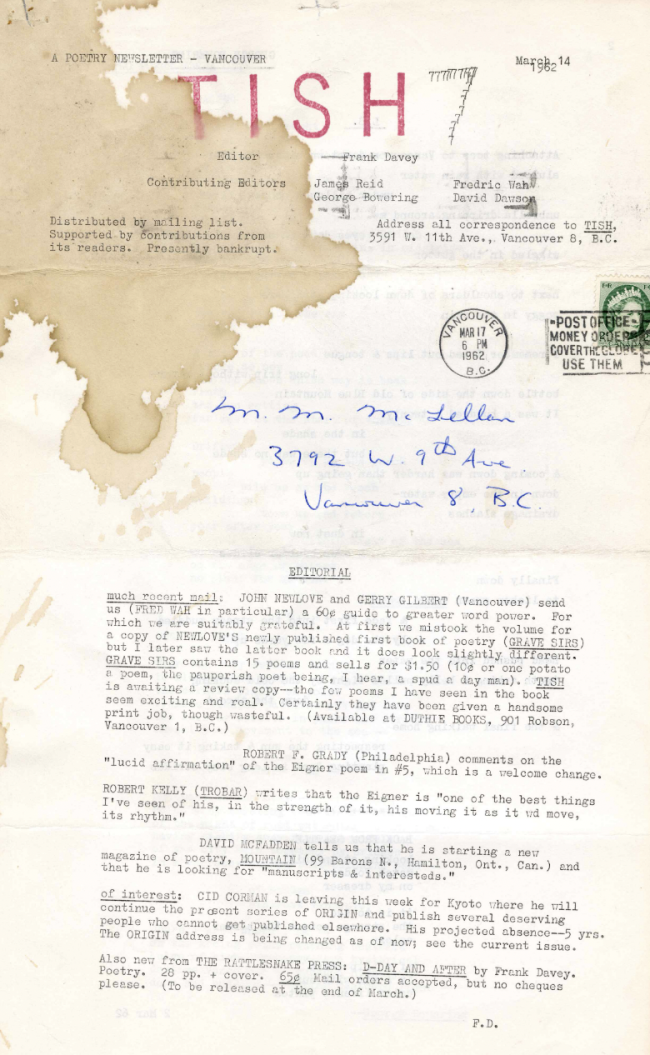 A POETRY NEWSLETTER - VANCOUVER
March 14
1962
TISH 7
Editor Frank Davey
Contributing Editors James Reid Fredric Wah
George Bowering David Dawson
Distributed by mailing list.
Supported by contributions from
its readers. Presently bankrupt.
Address all correspondence to TISH,
3591 W. 11th Ave., Vancouver 8, B.C.
VANCOUVER
MAR 17
6 PM
1962
B.C.
POST OFFICE
MONEY ORDERS
COVER THE GLOBE
USE THEM
M. M. McLellan
3792 W. 9th Ave.
Vancouver 8, B.C.
EDITORIAL
much recent mail: JOHN NEWLOVE and GERRY GILBERT (Vancouver) send
us (FRED WAH in particular) a 60¢ guide to greater word power. For
which we are suitably grateful. At first we mistook the volume for
a copy of NEWLOVE'S newly published first book of poetry (GRAVE SIRS)
but I later saw the latter book and it does look slightly different.
GRAVE SIRS contains 15 poems and sells for $1.50 (10¢ or one potato
a poem, the pauperish poet being, I hear, a spud a day man). TISH
is awaiting a review copy--the few poems I have seen in the book
seem exciting and real. Certainly they have been given a handsome
print job, though wasteful. (Available at DUTHIE BOOKS, 901 Robson,
Vancouver 1, B.C.)
ROBERT F. GRADY (Philadelphia) comments on the
"lucid affirmation" of the Eigner poem in #5, which is a welcome change.
ROBERT KELLY (TROBAR) writes that the Eigner is "one of the best things
I've seen of his, in the strength of it, his moving it as it wd move,
its rhythm."
DAVID MCFADDEN tells us that he is starting a new
magazine of poetry, MOUNTAIN (99 Barons N., Hamilton, Ont., Can.) and
that he is looking for "manuscripts & interesteds."
of interest: CID CORMAN is leaving this week for Kyoto where he will
continue the present series of ORIGIN and publish several deserving
people who cannot get published elsewhere. His projected absence--5 yrs.
The ORIGIN address is being changed as of now; see the current issue.
Also new from THE RATTLESNAKE PRESS: D-DAY AND AFTER by Frank Davey.
Poetry. 28 pp. + cover. 65¢ Mail orders accepted, but no cheques
please. (To be released at the end of March.)
F.D.